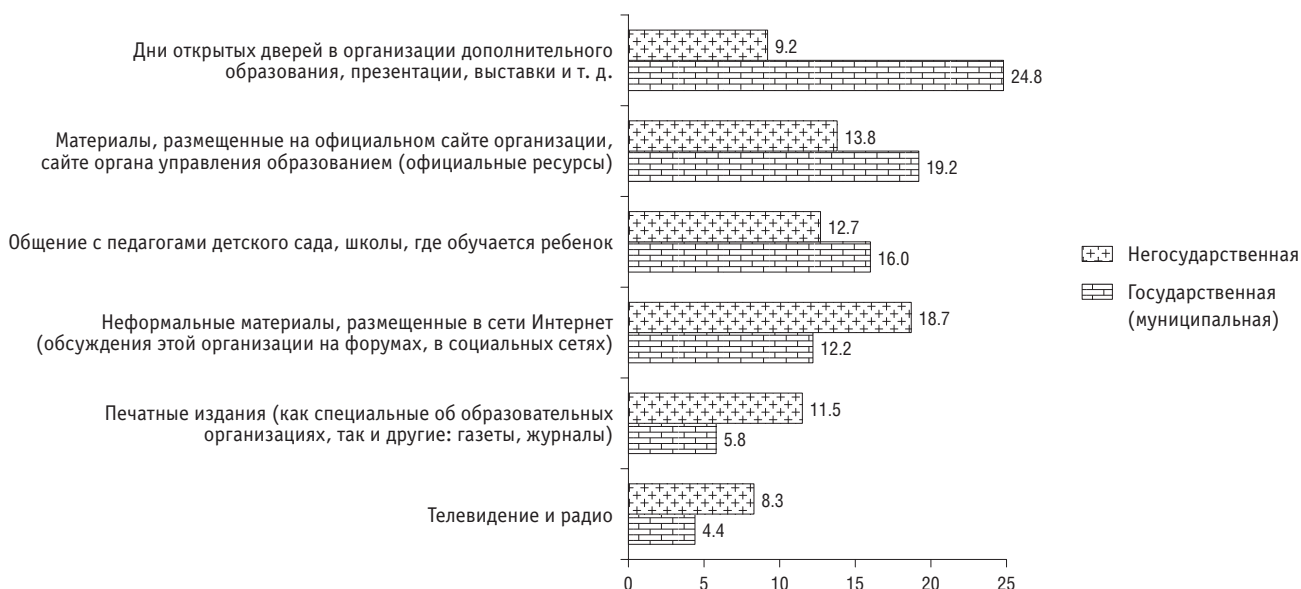 Дни открытых дверей в организации дополнительного
образования, презентации, выставки и т. д.
9.2
24.8
Материалы, размещенные на официальном сайте организации,
сайте органа управления образованием (официальные ресурсы)
13.8
19.2
Общение с педагогами детского сада, школы, где обучается ребенок
12.7
16.0
Неформальные материалы, размещенные в сети Интернет
(обсуждения этой организации на форумах, в социальных сетях)
18.7
12.2
Печатные издания (как специальные об образовательных
организациях, так и другие: газеты, журналы)
11.5
5.8
Телевидение и радио
8.3
4.4
0 5 10 15 20 25
Негосударственная
Государственная
(муниципальная)